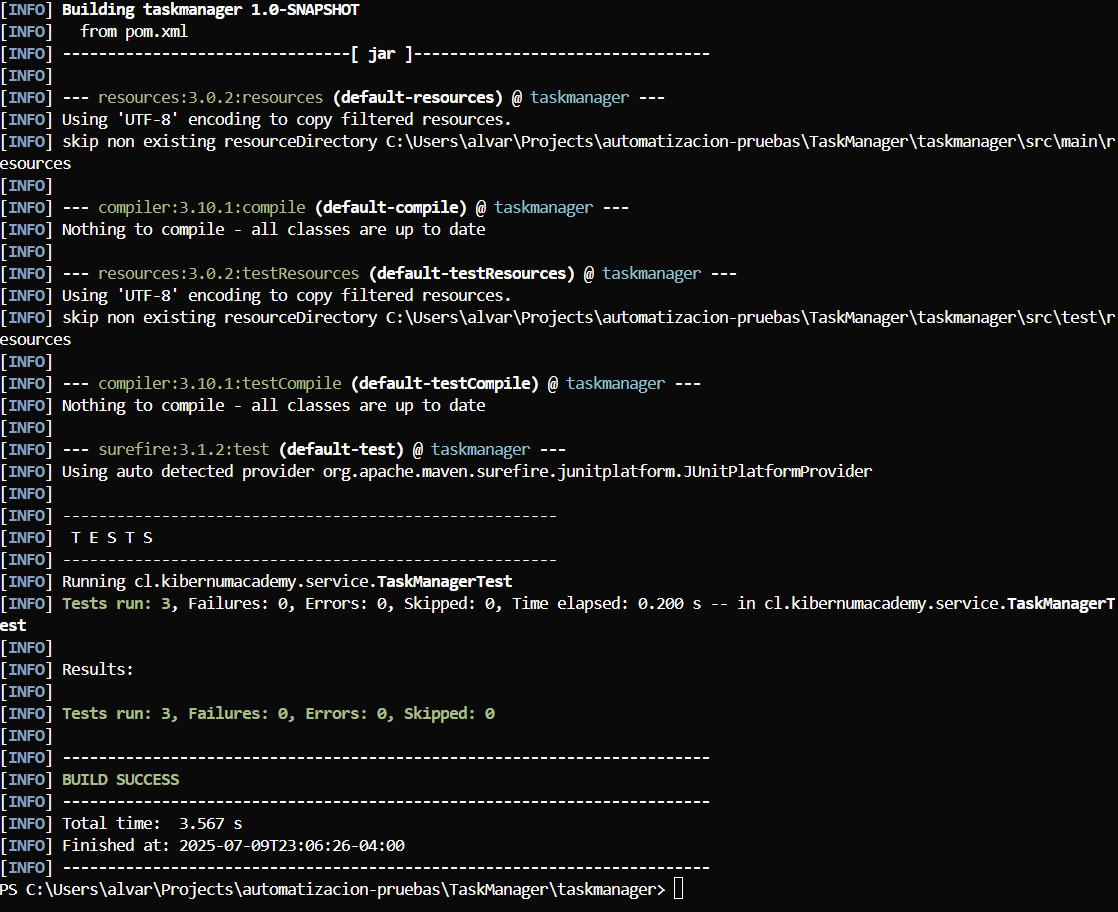 [INFO] Building taskmanager 1.0-SNAPSHOT
[INFO]   from pom.xml
[INFO] --------------------------------[ jar ]---------------------------------
[INFO]
[INFO] --- resources:3.0.2:resources (default-resources) @ taskmanager ---
[INFO] Using 'UTF-8' encoding to copy filtered resources.
[INFO] skip non existing resourceDirectory C:\Users\alvar\Projects\automatizacion-pruebas\TaskManager\taskmanager\src\main\r
esources
[INFO]
[INFO] --- compiler:3.10.1:compile (default-compile) @ taskmanager ---
[INFO] Nothing to compile - all classes are up to date
[INFO]
[INFO] --- resources:3.0.2:testResources (default-testResources) @ taskmanager ---
[INFO] Using 'UTF-8' encoding to copy filtered resources.
[INFO] skip non existing resourceDirectory C:\Users\alvar\Projects\automatizacion-pruebas\TaskManager\taskmanager\src\test\r
esources
[INFO]
[INFO] --- compiler:3.10.1:testCompile (default-testCompile) @ taskmanager ---
[INFO] Nothing to compile - all classes are up to date
[INFO]
[INFO] --- surefire:3.1.2:test (default-test) @ taskmanager ---
[INFO] Using auto detected provider org.apache.maven.surefire.junitplatform.JUnitPlatformProvider
[INFO]
[INFO] -------------------------------------------------------
[INFO]  T E S T S
[INFO] -------------------------------------------------------
[INFO] Running cl.kibernumacademy.service.TaskManagerTest
[INFO] Tests run: 3, Failures: 0, Errors: 0, Skipped: 0, Time elapsed: 0.200 s -- in cl.kibernumacademy.service.TaskManagerT
est
[INFO]
[INFO] Results:
[INFO]
[INFO] Tests run: 3, Failures: 0, Errors: 0, Skipped: 0
[INFO]
[INFO] ------------------------------------------------------------------------
[INFO] BUILD SUCCESS
[INFO] ------------------------------------------------------------------------
[INFO] Total time:  3.567 s
[INFO] Finished at: 2025-07-09T23:06:26-04:00
[INFO] ------------------------------------------------------------------------
PS C:\Users\alvar\Projects\automatizacion-pruebas\TaskManager\taskmanager>